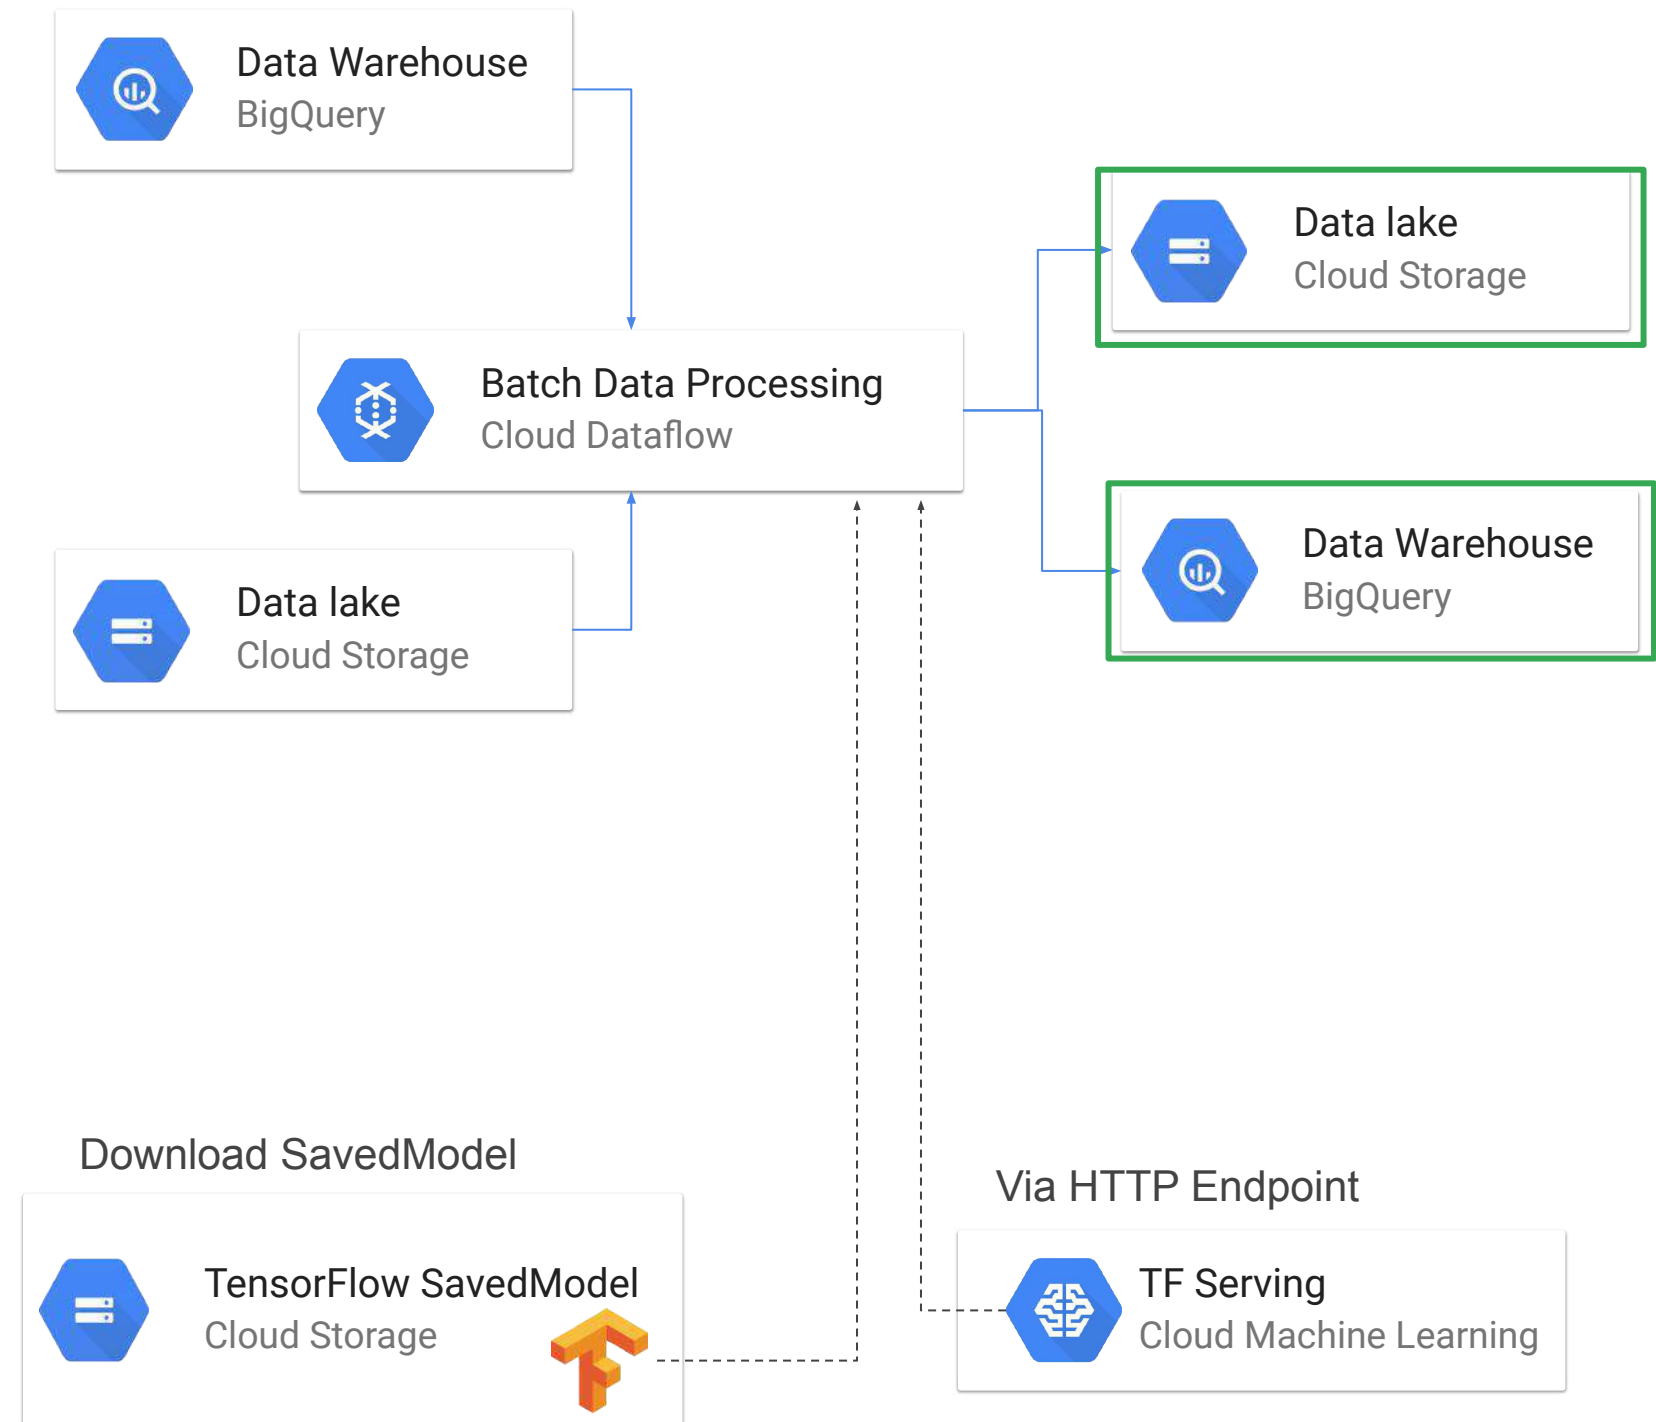 Data Warehouse
BigQuery
Data lake
Cloud Storage
Batch Data Processing
Cloud Dataflow
Data Warehouse
BigQuery
Data lake
Cloud Storage
Download SavedModel
TensorFlow SavedModel
Cloud Storage
Via HTTP Endpoint
TF Serving
Cloud Machine Learning